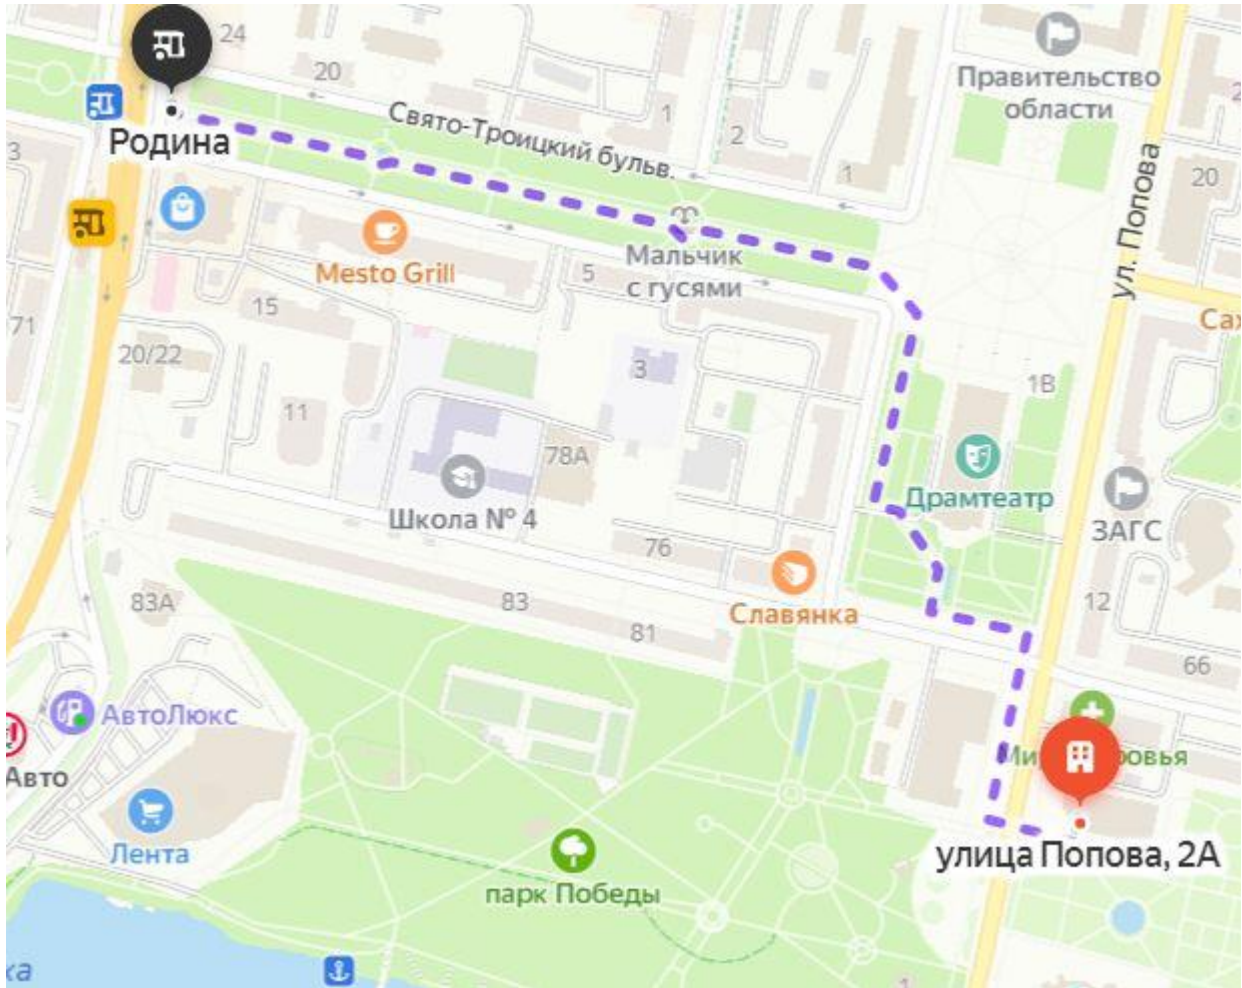 24
20
Родина
3
Свято-Троицкий бульв.
1
2
1
Правительство
области
ул. Попова
20
Mesto Grill
Мальчик
с гусями
5
71
15
20/22
3
1В
11
78А
Школа № 4
Драмтеатр
ЗАГС
76
Славянка
83А
83
81
12
66
АвтоЛюкс
Авто
Лента
парк Победы
улица Попова, 2А
1